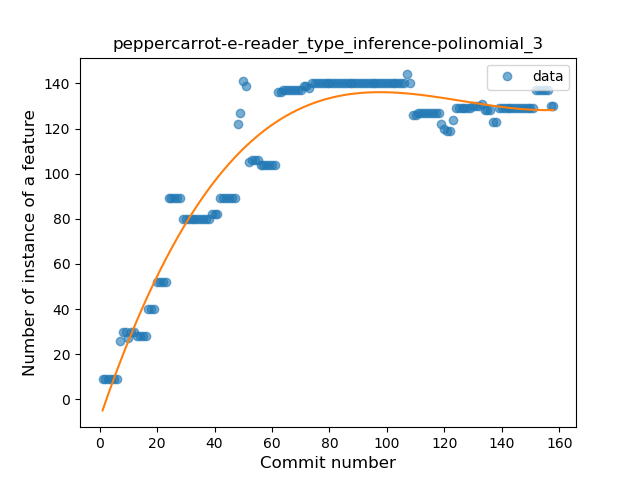 peppercarrot-e-reader_type_inference-polinomial_3
data
Number of instance of a feature
140
120
100
80
60
40
20
0
0 20 40 60 80 100 120 140 160
Commit number